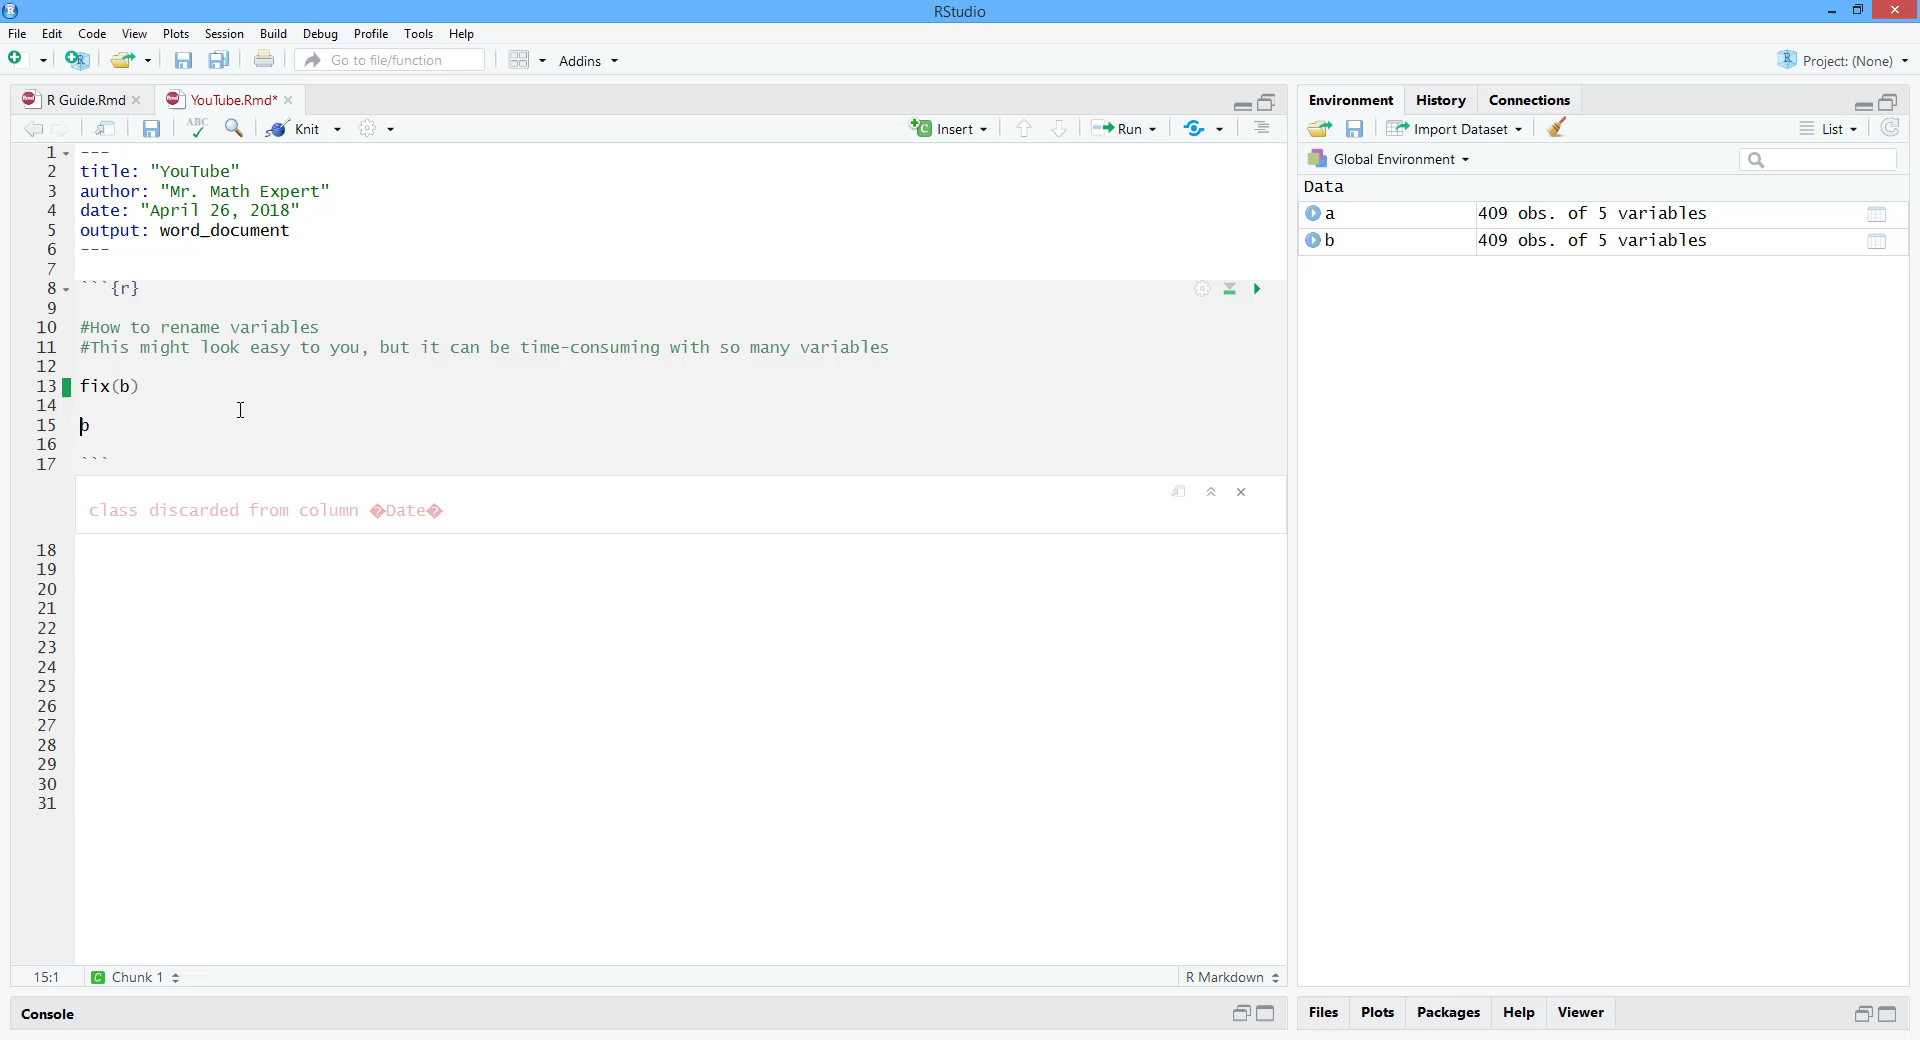 RStudio
File Edit Code View Plots Session Build Debug Profile Tools Help
Go to file/function Addins Project: (None)
R Guide.Rmd YouTube.Rmd*
ABC Knit Insert Run
1 ---
2 title: "YouTube"
3 author: "Mr. Math Expert"
4 date: "April 26, 2018"
5 output: word_document
6 ---
7
8 ```{r}
9
10 #How to rename variables
11 #This might look easy to you, but it can be time-consuming with so many variables
12
13 fix(b)
14
15 b
16
17 ```
class discarded from column �Date�
18
19
20
21
22
23
24
25
26
27
28
29
30
31
15:1 Chunk 1 R Markdown
Console
Environment History Connections
Import Dataset List
Global Environment
Data
a 409 obs. of 5 variables
b 409 obs. of 5 variables
Files Plots Packages Help Viewer